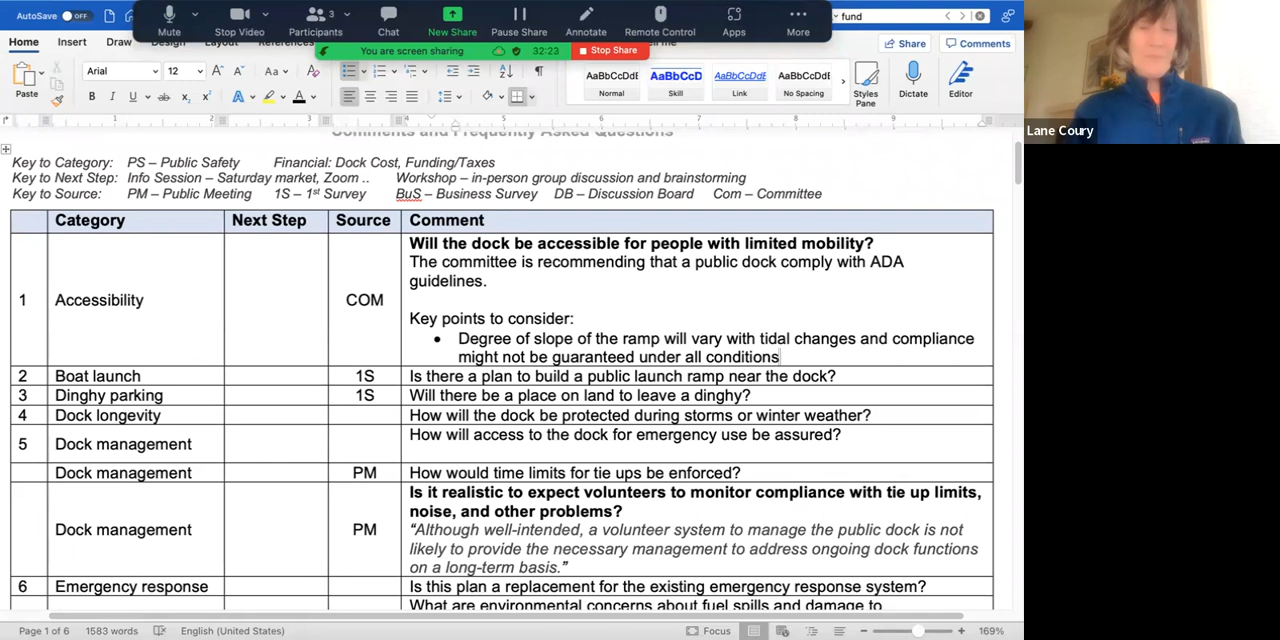 AutoSave OFF
fund
Mute
Stop Video
Participants
3
Chat
New Share
Pause Share
Annotate
Remote Control
Apps
More
You are screen sharing
32:23
Stop Share
Home
Insert
Draw
Share
Comments
Paste
Arial
12
AaBbCcDdE
Normal
AaBbCcD
Skill
AaBbCcDdE
Link
AaBbCcDdE
No Spacing
Styles
Pane
Dictate
Editor
Lane Coury
Comments and Frequently Asked Questions
Key to Category: PS – Public Safety Financial: Dock Cost, Funding/Taxes
Key to Next Step: Info Session – Saturday market, Zoom .. Workshop – in-person group discussion and brainstorming
Key to Source: PM – Public Meeting 1S – 1st Survey BuS – Business Survey DB – Discussion Board Com – Committee
Category Next Step Source Comment
1 Accessibility COM
Will the dock be accessible for people with limited mobility?
The committee is recommending that a public dock comply with ADA
guidelines.
Key points to consider:
• Degree of slope of the ramp will vary with tidal changes and compliance
might not be guaranteed under all conditions
2 Boat launch 1S Is there a plan to build a public launch ramp near the dock?
3 Dinghy parking 1S Will there be a place on land to leave a dinghy?
4 Dock longevity How will the dock be protected during storms or winter weather?
5 Dock management How will access to the dock for emergency use be assured?
Dock management PM How would time limits for tie ups be enforced?
Dock management PM
Is it realistic to expect volunteers to monitor compliance with tie up limits,
noise, and other problems?
“Although well-intended, a volunteer system to manage the public dock is not
likely to provide the necessary management to address ongoing dock functions
on a long-term basis.”
6 Emergency response Is this plan a replacement for the existing emergency response system?
What are environmental concerns about fuel spills and damage to
Page 1 of 6 1583 words English (United States) Focus 169%